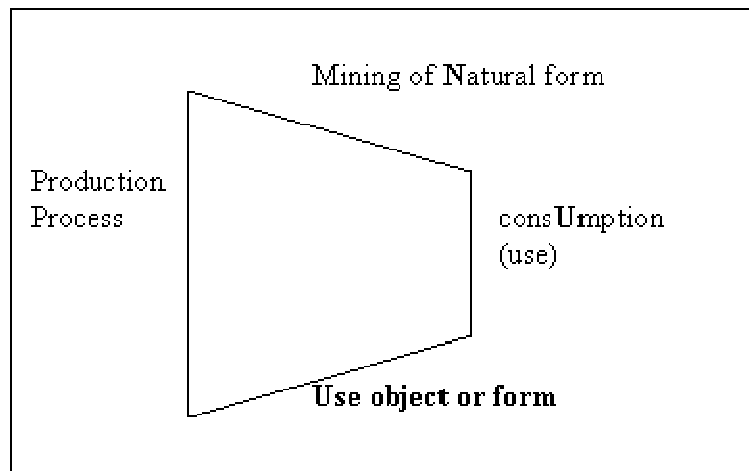 Mining of Natural form
Production
Process
consUmption
(use)
Use object or form